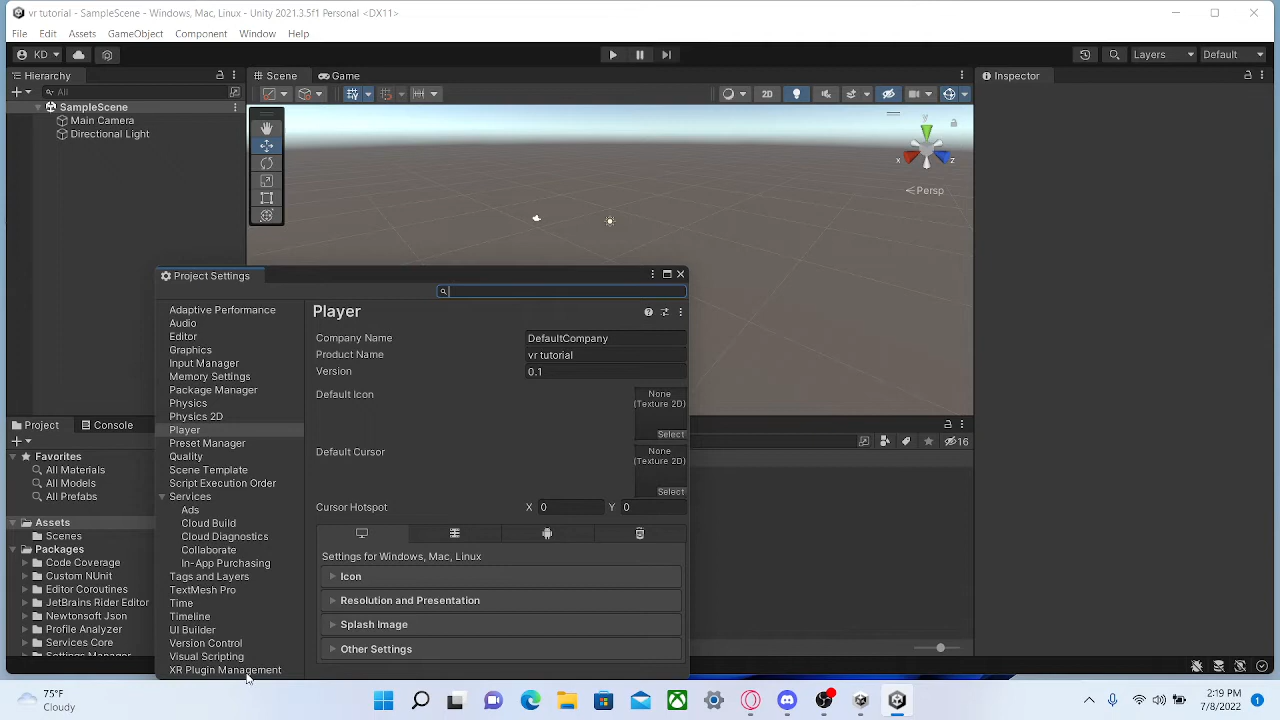 vr tutorial - SampleScene - Windows, Mac, Linux - Unity 2021.3.5f1 Personal <DX11>
File Edit Assets GameObject Component Window Help
KD Layers Default
Hierarchy Scene Game Inspector
All 2D
SampleScene
Main Camera
Directional Light
y
x z
Persp
Project Settings
Adaptive Performance
Audio
Editor
Graphics
Input Manager
Memory Settings
Package Manager
Physics
Physics 2D
Player
Preset Manager
Quality
Scene Template
Script Execution Order
Services
Ads
Cloud Build
Cloud Diagnostics
Collaborate
In-App Purchasing
Tags and Layers
TextMesh Pro
Time
Timeline
UI Builder
Version Control
Visual Scripting
XR Plugin Management
Player
Company Name DefaultCompany
Product Name vr tutorial
Version 0.1
Default Icon None
(Texture 2D)
Select
Default Cursor None
(Texture 2D)
Select
Cursor Hotspot X 0 Y 0
Settings for Windows, Mac, Linux
Icon
Resolution and Presentation
Splash Image
Other Settings
Project Console
16
Favorites
All Materials
All Models
All Prefabs
Assets
Scenes
Packages
Code Coverage
Custom NUnit
Editor Coroutines
JetBrains Rider Editor
Newtonsoft Json
Profile Analyzer
Services Core
75°F
Cloudy
2:19 PM
7/8/2022
1